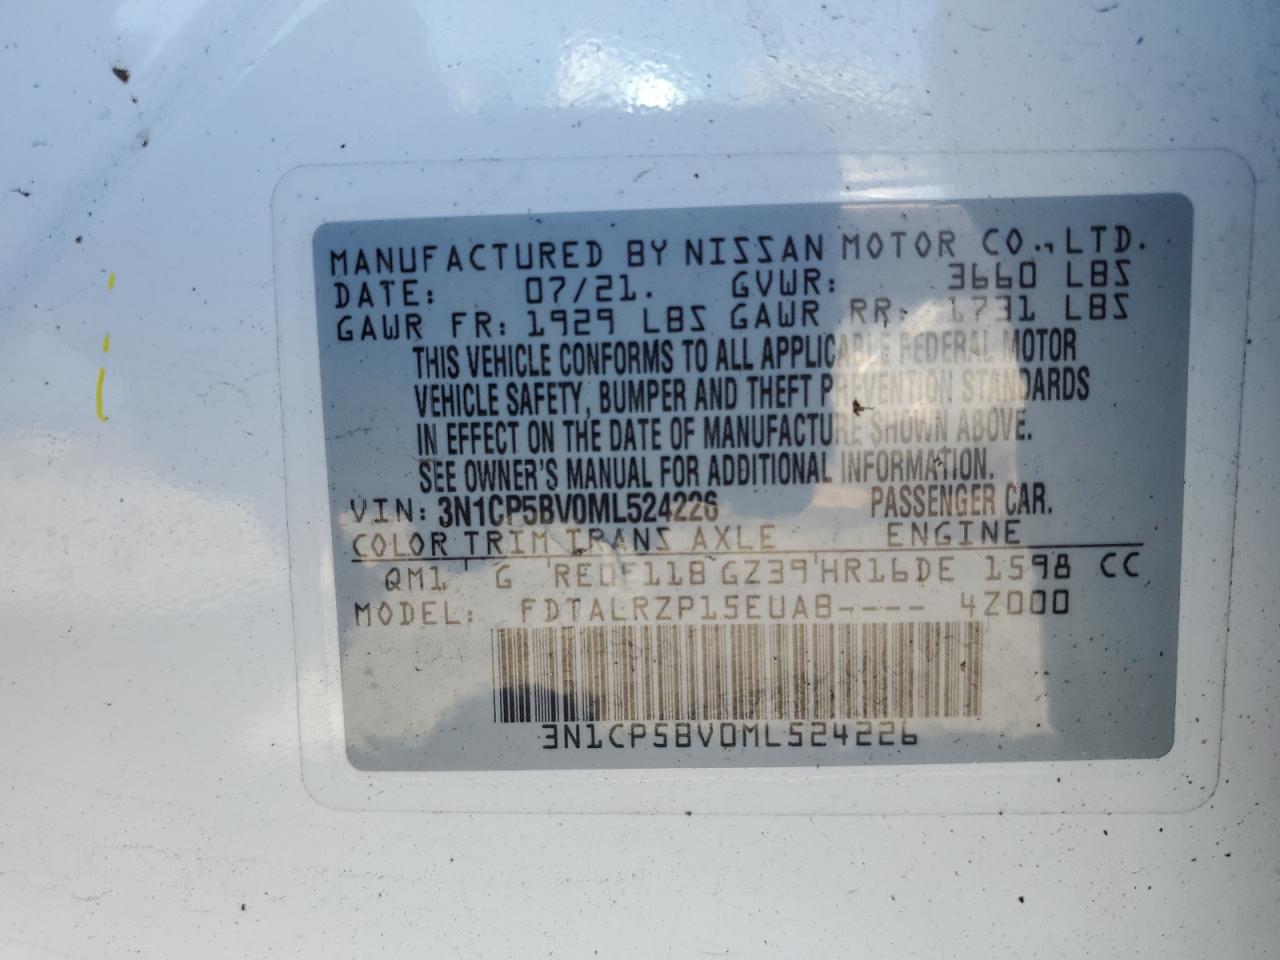 MANUFACTURED BY NISSAN MOTOR CO., LTD.
DATE: 07/21. GVWR: 3660 LBS
GAWR FR: 1929 LBS GAWR RR: 1731 LBS
THIS VEHICLE CONFORMS TO ALL APPLICABLE FEDERAL MOTOR
VEHICLE SAFETY, BUMPER AND THEFT PREVENTION STANDARDS
IN EFFECT ON THE DATE OF MANUFACTURE SHOWN ABOVE.
SEE OWNER'S MANUAL FOR ADDITIONAL INFORMATION.
VIN: 3N1CP5BV0ML524226 PASSENGER CAR.
COLOR TRIM TRANS AXLE ENGINE
QM1 G RE0F11B GZ39 HR16DE 1598 CC
MODEL: FDTALRZP15EUAB---- 4Z000
3N1CP5BV0ML524226